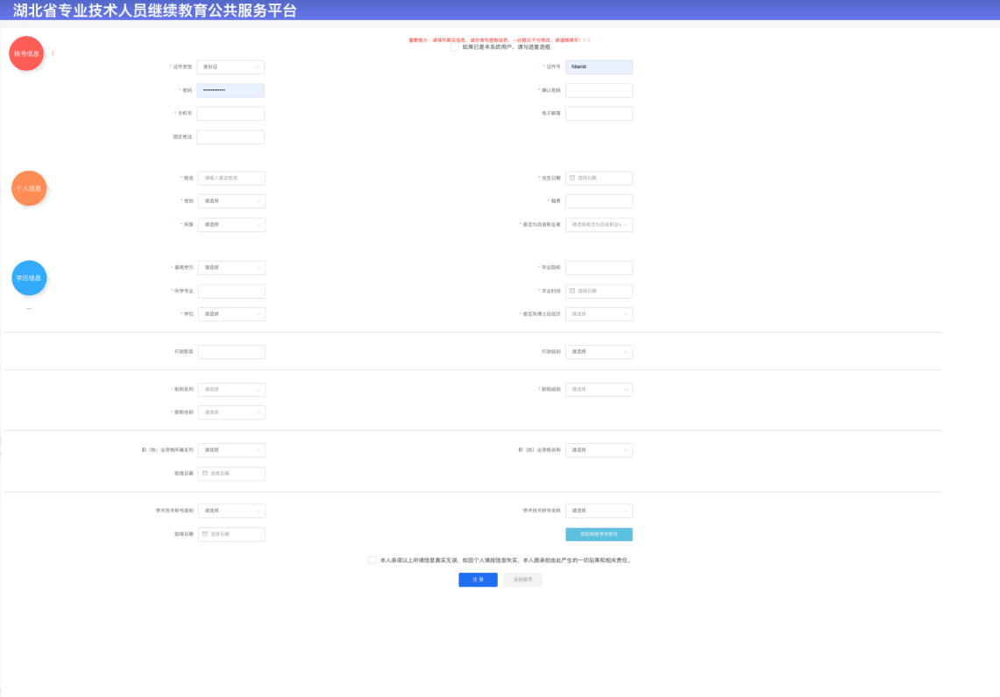 湖北省专业技术人员继续教育公共服务平台
重要提示：请填写真实信息，请勿填写虚假信息，一经提交不可修改，请谨慎填写！！！
如果已是本系统用户，请勾选复选框
账号信息
* 证件类型 身份证 * 证件号 hbsrst
* 密码 •••••••••••• * 确认密码
* 手机号 电子邮箱
固定电话
个人信息
* 姓名 请输入真实姓名 * 出生日期 选择日期
* 性别 请选择 * 籍贯
* 民族 请选择 * 是否为自由职业者 请选择是否为自由职业
学历信息
* 最高学历 请选择 * 毕业院校
* 所学专业 * 毕业时间 选择日期
* 学位 请选择 * 是否有博士后经历 请选择
行政职务 行政级别 请选择
* 职称系列 请选择 * 职称级别 请选择
* 职称名称 请选择
职（执）业资格所属系列 请选择 职（执）业资格名称 请选择
取得日期 选择日期
学术技术称号级别 请选择 学术技术称号名称 请选择
取得日期 选择日期 添加其他学术称号
本人承诺以上所填信息真实无误，如因个人填报信息失实，本人愿承担由此产生的一切后果和相关责任。
注 册 返回首页